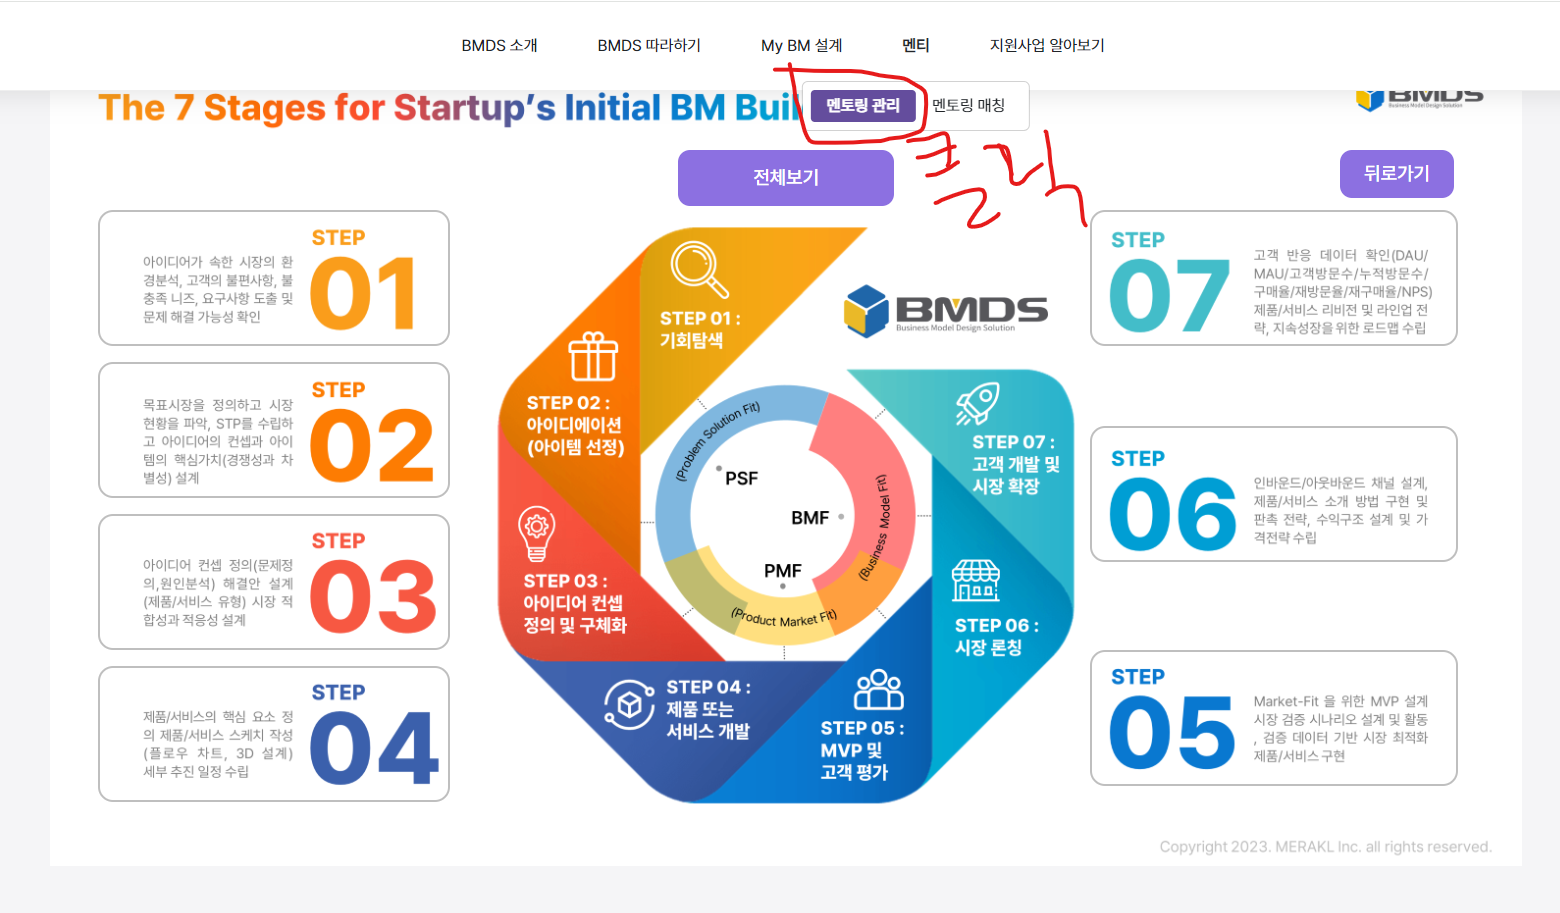 BMDS 소개
BMDS 따라하기
My BM 설계
멘티
지원사업 알아보기
멘토링 관리
멘토링 매칭
The 7 Stages for Startup's Initial BM Buil
BMDS
Business Model Design Solution
클릭
전체보기
뒤로가기
STEP
01
아이디어가 속한 시장의 환
경분석, 고객의 불편사항, 불
충족 니즈, 요구사항 도출 및
문제 해결 가능성 확인
STEP
02
목표시장을 정의하고 시장
현황을 파악, STP를 수립하
고 아이디어의 컨셉과 아이
템의 핵심가치(경쟁성과 차
별성) 설계
STEP
03
아이디어 컨셉 정의(문제정
의,원인분석) 해결안 설계
(제품/서비스 유형) 시장 적
합성과 적응성 설계
STEP
04
제품/서비스의 핵심 요소 정
의 제품/서비스 스케치 작성
(플로우 차트, 3D 설계)
세부 추진 일정 수립
STEP 01 :
기회탐색
STEP 02 :
아이디에이션
(아이템 선정)
STEP 03 :
아이디어 컨셉
정의 및 구체화
STEP 04 :
제품 또는
서비스 개발
STEP 05 :
MVP 및
고객 평가
STEP 06 :
시장 론칭
STEP 07 :
고객 개발 및
시장 확장
BMDS
Business Model Design Solution
(Problem Solution Fit)
PSF
BMF
(Business Model Fit)
PMF
(Product Market Fit)
STEP
07
고객 반응 데이터 확인(DAU/
MAU/고객방문수/누적방문수/
구매율/재방문율/재구매율/NPS)
제품/서비스 리비전 및 라인업 전
략, 지속성장을 위한 로드맵 수립
STEP
06
인바운드/아웃바운드 채널 설계,
제품/서비스 소개 방법 구현 및
판촉 전략, 수익구조 설계 및 가
격전략 수립
STEP
05
Market-Fit 을 위한 MVP 설계
시장 검증 시나리오 설계 및 활동
, 검증 데이터 기반 시장 최적화
제품/서비스 구현
Copyright 2023. MERAKL Inc. all rights reserved.